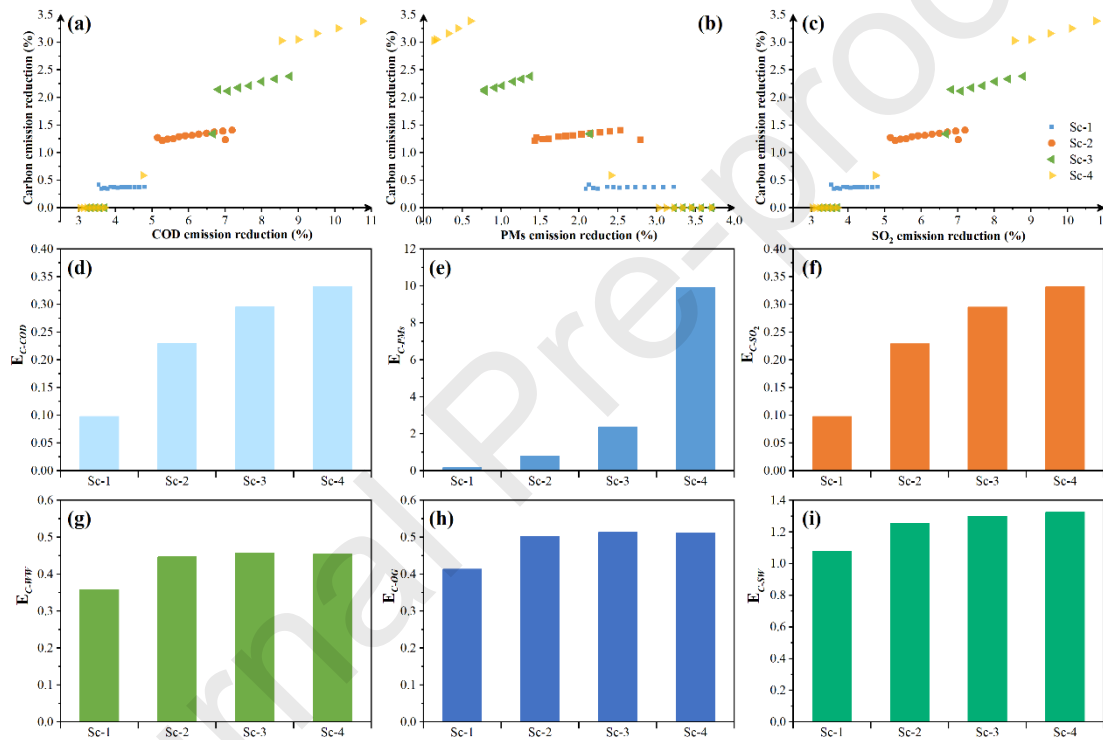 (a)
Carbon emission reduction (%)
3.5
3.0
2.5
2.0
1.5
1.0
0.5
0.0
3 4 5 6 7 8 9 10 11
COD emission reduction (%)
(b)
Carbon emission reduction (%)
3.5
3.0
2.5
2.0
1.5
1.0
0.5
0.0
0.0 0.5 1.0 1.5 2.0 2.5 3.0 3.5 4.0
PMs emission reduction (%)
(c)
Carbon emission reduction (%)
3.5
3.0
2.5
2.0
1.5
1.0
0.5
0.0
3 4 5 6 7 8 9 10
SO2 emission reduction (%)
Sc-1
Sc-2
Sc-3
Sc-4
(d)
E C-COD
0.40
0.35
0.30
0.25
0.20
0.15
0.10
0.05
0.00
Sc-1 Sc-2 Sc-3 Sc-4
(e)
E C-PMs
12
10
8
6
4
2
0
Sc-1 Sc-2 Sc-3 Sc-4
(f)
E C-SO2
0.40
0.35
0.30
0.25
0.20
0.15
0.10
0.05
0.00
Sc-1 Sc-2 Sc-3 Sc-4
(g)
E C-WW
0.6
0.5
0.4
0.3
0.2
0.1
0.0
Sc-1 Sc-2 Sc-3 Sc-4
(h)
E C-OG
0.6
0.5
0.4
0.3
0.2
0.1
0.0
Sc-1 Sc-2 Sc-3 Sc-4
(i)
E C-SW
1.4
1.2
1.0
0.8
0.6
0.4
0.2
0.0
Sc-1 Sc-2 Sc-3 Sc-4
urnal Pre-proo